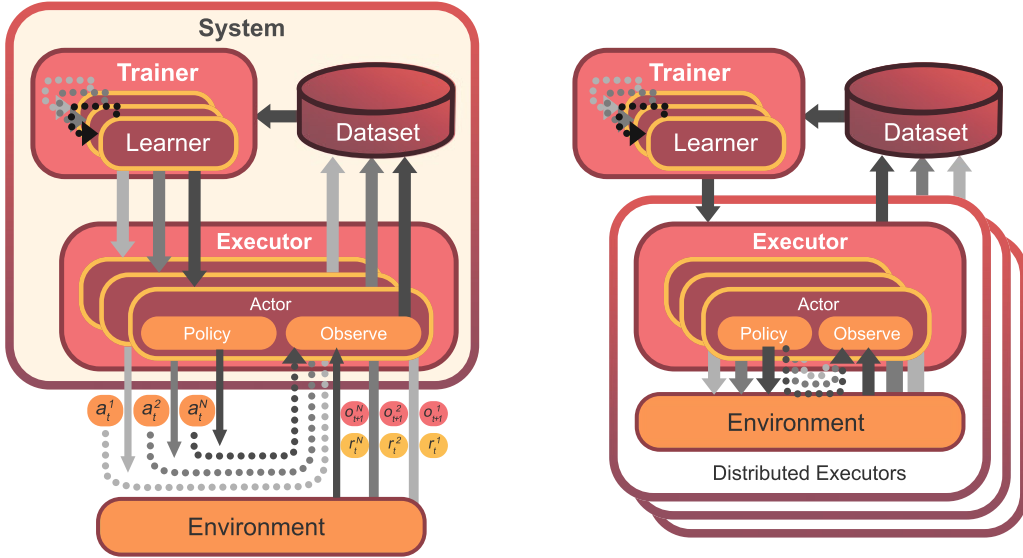 System
Trainer
Learner
Dataset
Executor
Actor
Policy Observe
a_t^1 a_t^2 a_t^N o_{t+1}^N o_{t+1}^2 o_{t+1}^1
r_t^N r_t^2 r_t^1
Environment
Trainer
Learner
Dataset
Executor
Actor
Policy Observe
Environment
Distributed Executors